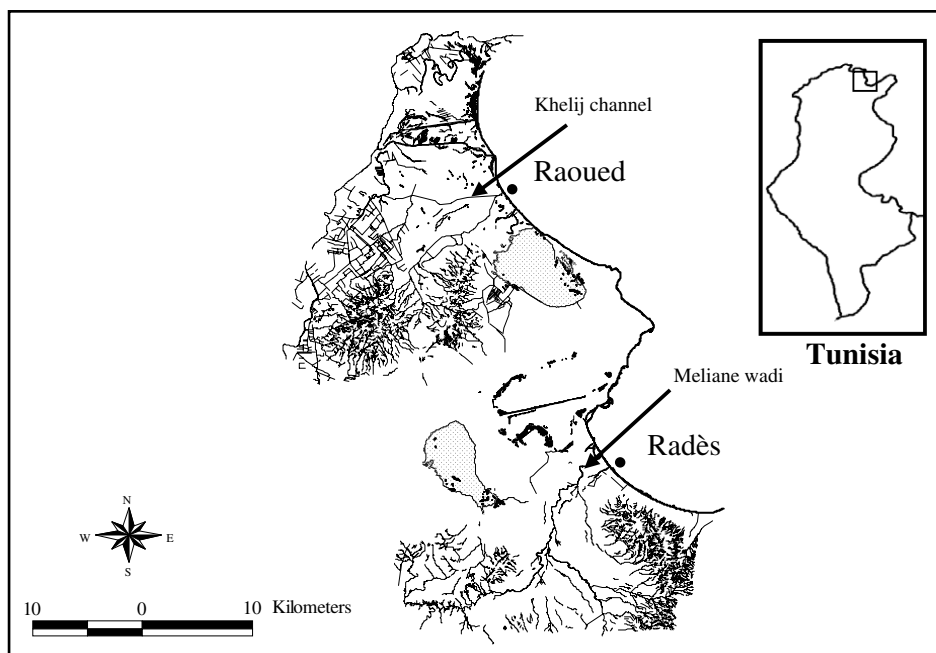 Khelij channel
Raoued
Tunisia
Meliane wadi
Radès
N
W E
S
10 0 10 Kilometers